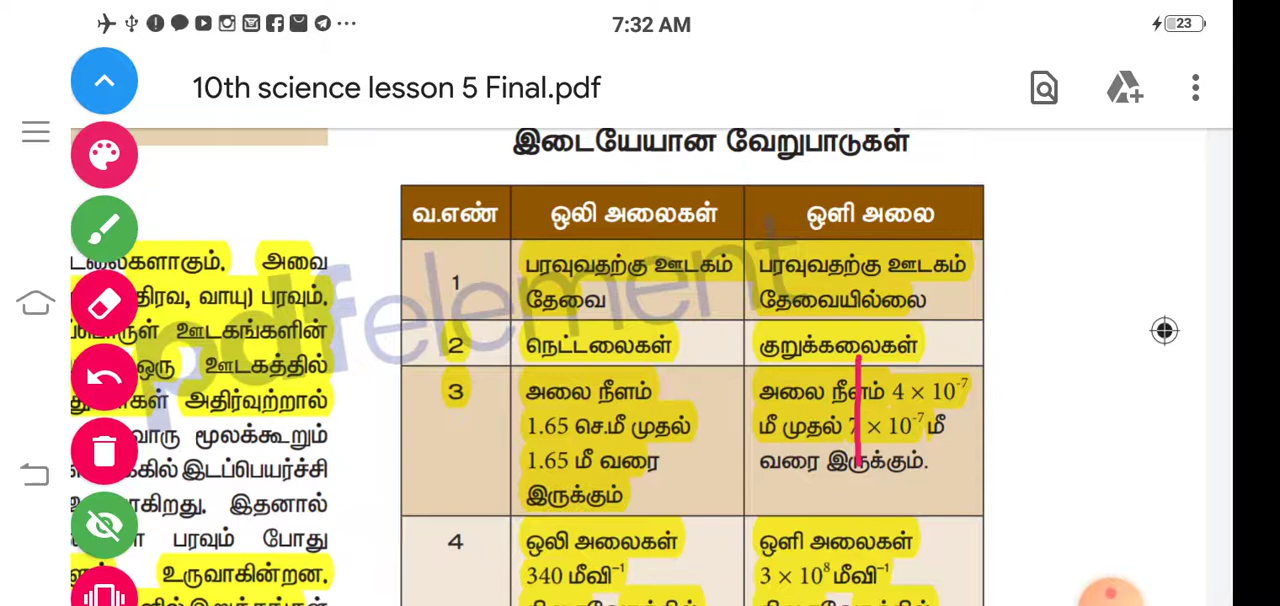 7:32 AM
23
10th science lesson 5 Final.pdf
இடையேயான வேறுபாடுகள்
வ.எண் ஒலி அலைகள் ஒளி அலை
1 பரவுவதற்கு ஊடகம் தேவை பரவுவதற்கு ஊடகம் தேவையில்லை
2 நெட்டலைகள் குறுக்கலைகள்
3 அலை நீளம்
1.65 செ.மீ முதல்
1.65 மீ வரை
இருக்கும்
அலை நீளம் 4 × 10⁻⁷
மீ முதல் 7 × 10⁻⁷ மீ
வரை இருக்கும்.
4 ஒலி அலைகள்
340 மீவி⁻¹
ஒளி அலைகள்
3 × 10⁸ மீவி⁻¹
அவை
வாயு) பரவும்.
ஊடகங்களின்
ஒரு ஊடகத்தில்
அதிர்வுற்றால்
மூலக்கூறும்
இடப்பெயர்ச்சி
இதனால்
பரவும் போது
உருவாகின்றன.
pdfelement